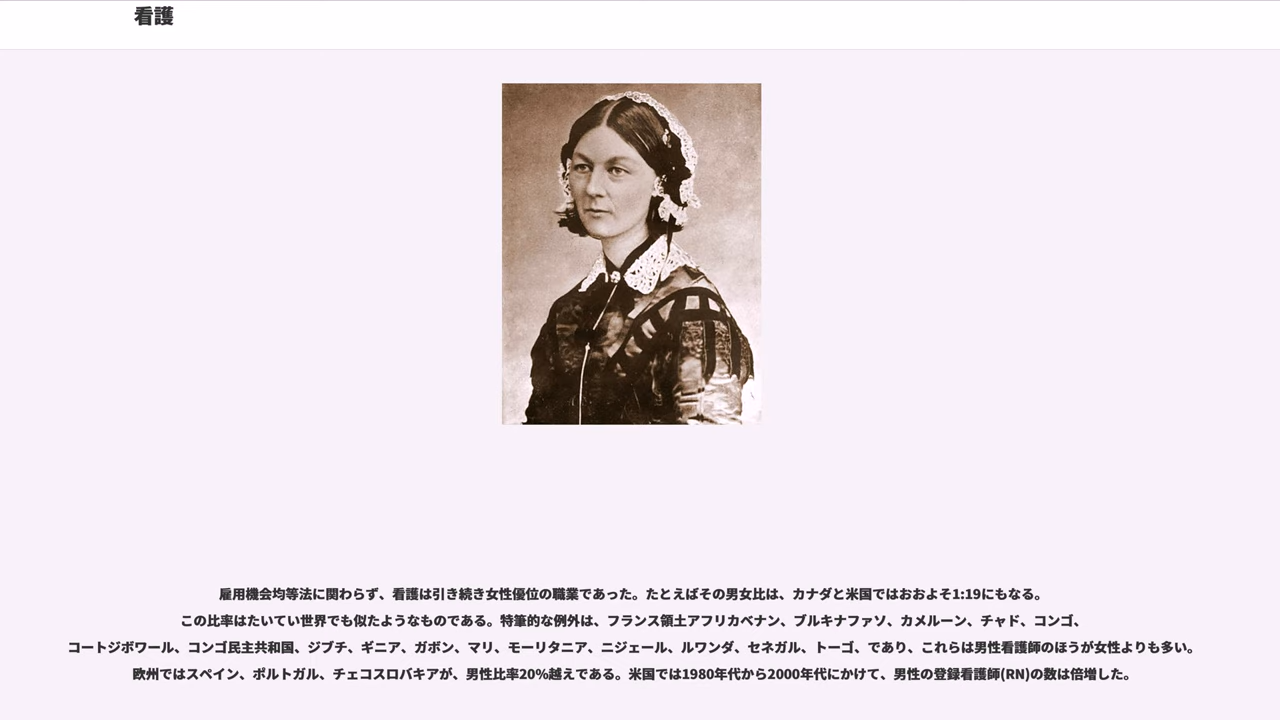 看護
雇用機会均等法に関わらず、看護は引き続き女性優位の職業であった。たとえばその男女比は、カナダと米国ではおおよそ1:19にもなる。
この比率はたいてい世界でも似たようなものである。特筆的な例外は、フランス領土アフリカベナン、ブルキナファソ、カメルーン、チャド、コンゴ、
コートジボワール、コンゴ民主共和国、ジブチ、ギニア、ガボン、マリ、モーリタニア、ニジェール、ルワンダ、セネガル、トーゴ、であり、これらは男性看護師のほうが女性よりも多い。
欧州ではスペイン、ポルトガル、チェコスロバキアが、男性比率20%越えである。米国では1980年代から2000年代にかけて、男性の登録看護師(RN)の数は倍増した。